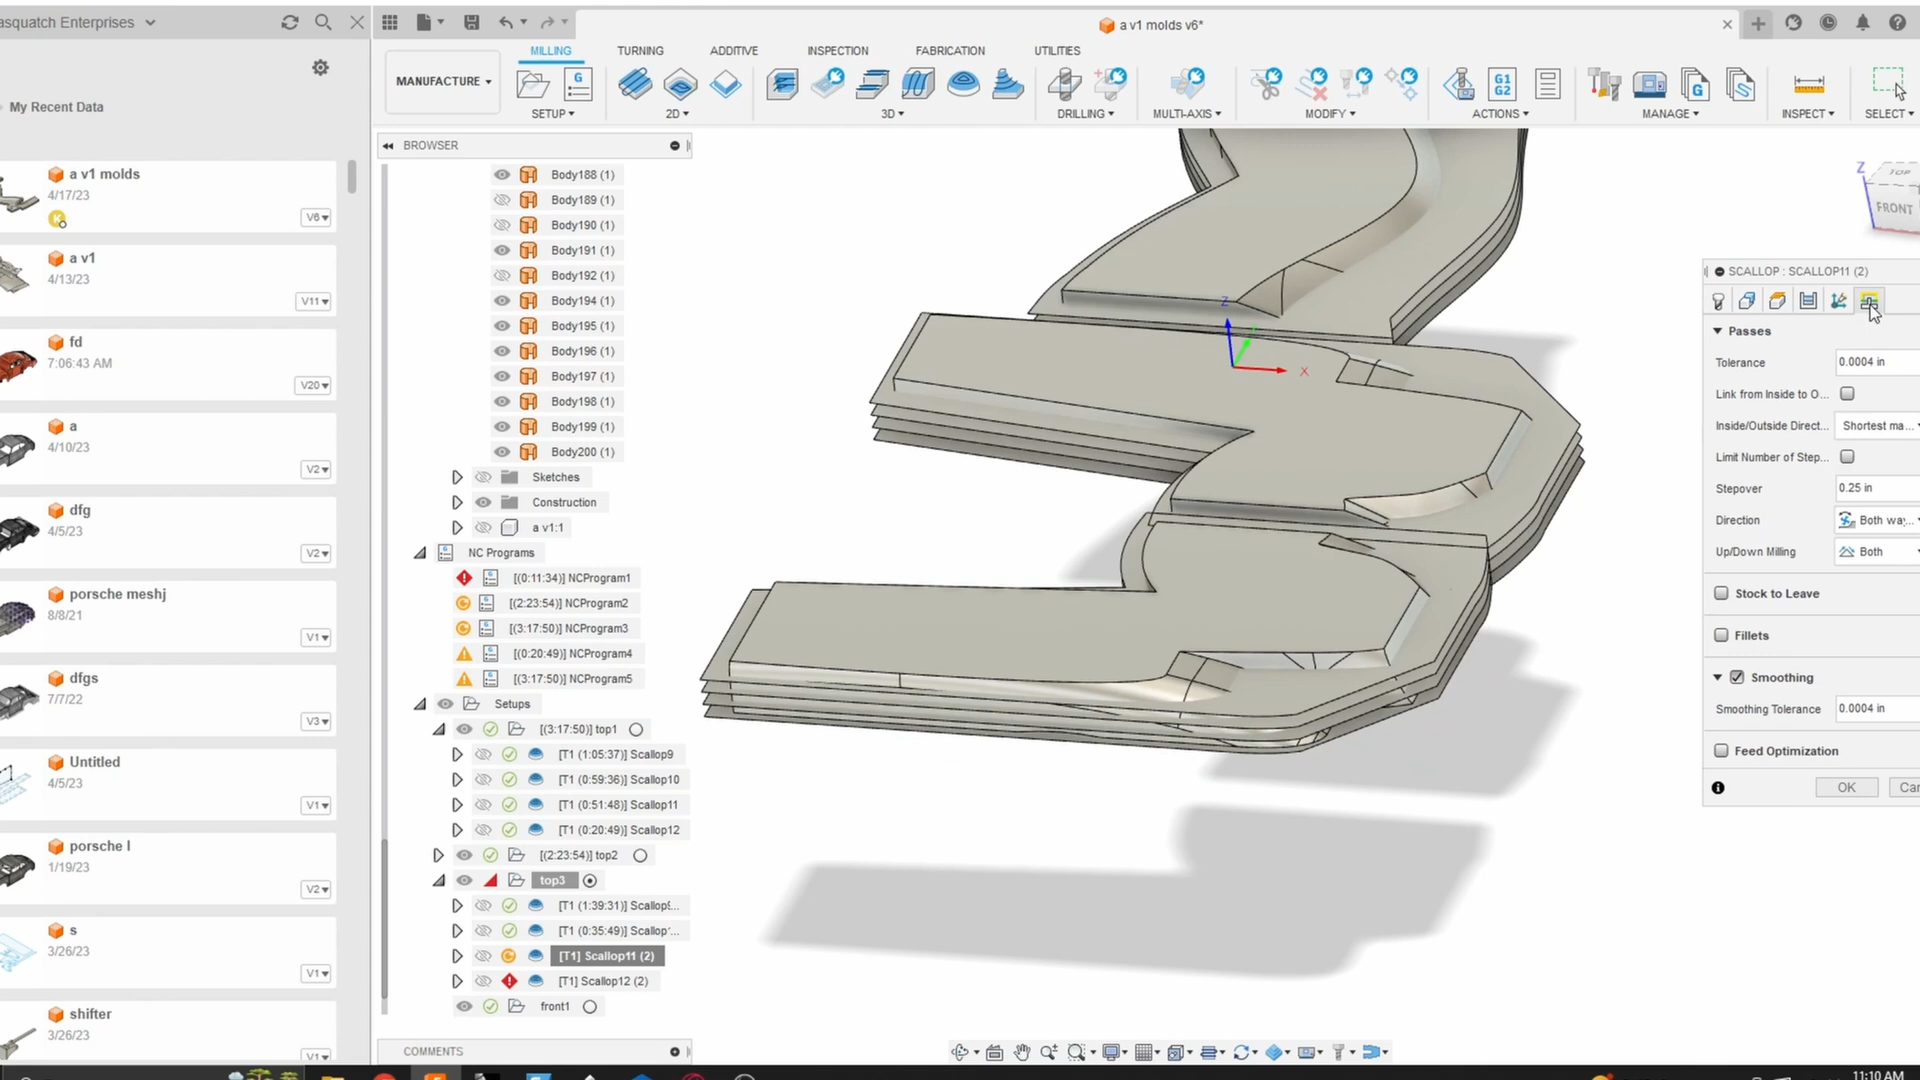 asquatch Enterprises
a v1 molds v6*
My Recent Data
a v1 molds
4/17/23
V6
a v1
4/13/23
V11
fd
7:06:43 AM
V20
a
4/10/23
V2
dfg
4/5/23
V2
porsche meshj
8/8/21
V1
dfgs
7/7/22
V3
Untitled
4/5/23
V1
porsche l
1/19/23
V2
s
3/26/23
V1
shifter
3/26/23
V1
MANUFACTURE
MILLING TURNING ADDITIVE INSPECTION FABRICATION UTILITIES
G
G1
G2
SETUP 2D 3D DRILLING MULTI-AXIS MODIFY ACTIONS MANAGE INSPECT SELECT
BROWSER
Body188 (1)
Body189 (1)
Body190 (1)
Body191 (1)
Body192 (1)
Body194 (1)
Body195 (1)
Body196 (1)
Body197 (1)
Body198 (1)
Body199 (1)
Body200 (1)
Sketches
Construction
a v1:1
NC Programs
[(0:11:34)] NCProgram1
[(2:23:54)] NCProgram2
[(3:17:50)] NCProgram3
[(0:20:49)] NCProgram4
[(3:17:50)] NCProgram5
Setups
[(3:17:50)] top1
[T1 (1:05:37)] Scallop9
[T1 (0:59:36)] Scallop10
[T1 (0:51:48)] Scallop11
[T1 (0:20:49)] Scallop12
[(2:23:54)] top2
top3
[T1 (1:39:31)] Scallop9...
[T1 (0:35:49)] Scallop1...
[T1] Scallop11 (2)
[T1] Scallop12 (2)
front1
COMMENTS
Z
X
Z
TOP
FRONT
SCALLOP : SCALLOP11 (2)
Passes
Tolerance 0.0004 in
Link from Inside to O...
Inside/Outside Direct... Shortest ma...
Limit Number of Step...
Stepover 0.25 in
Direction Both wa...
Up/Down Milling Both
Stock to Leave
Fillets
Smoothing
Smoothing Tolerance 0.0004 in
Feed Optimization
OK Can
11:10 AM